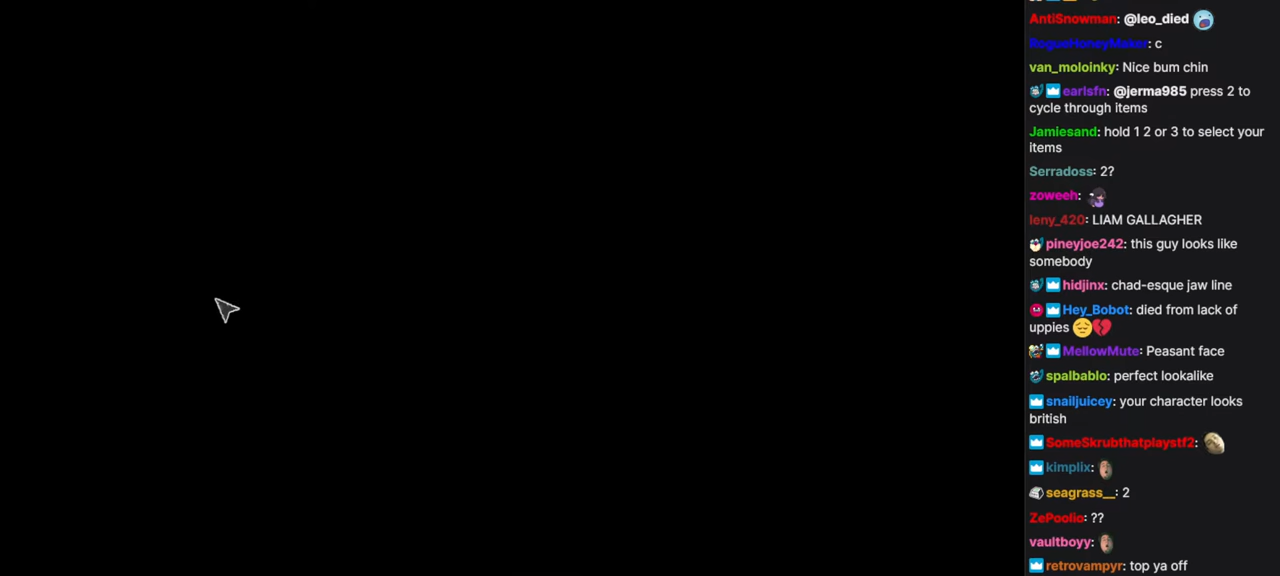 AntiSnowman: @leo_died
RogueHoneyMaker: c
van_moloinky: Nice bum chin
earlsfn: @jerma985 press 2 to
cycle through items
Jamiesand: hold 1 2 or 3 to select your
items
Serradoss: 2?
zoweeh:
leny_420: LIAM GALLAGHER
pineyjoe242: this guy looks like
somebody
hidjinx: chad-esque jaw line
Hey_Bobot: died from lack of
uppies
MellowMute: Peasant face
spalbablo: perfect lookalike
snailjuicey: your character looks
british
SomeSkrubthatplaystf2:
kimplix:
seagrass__: 2
ZePoolio: ??
vaultboyy:
retrovampyr: top ya off